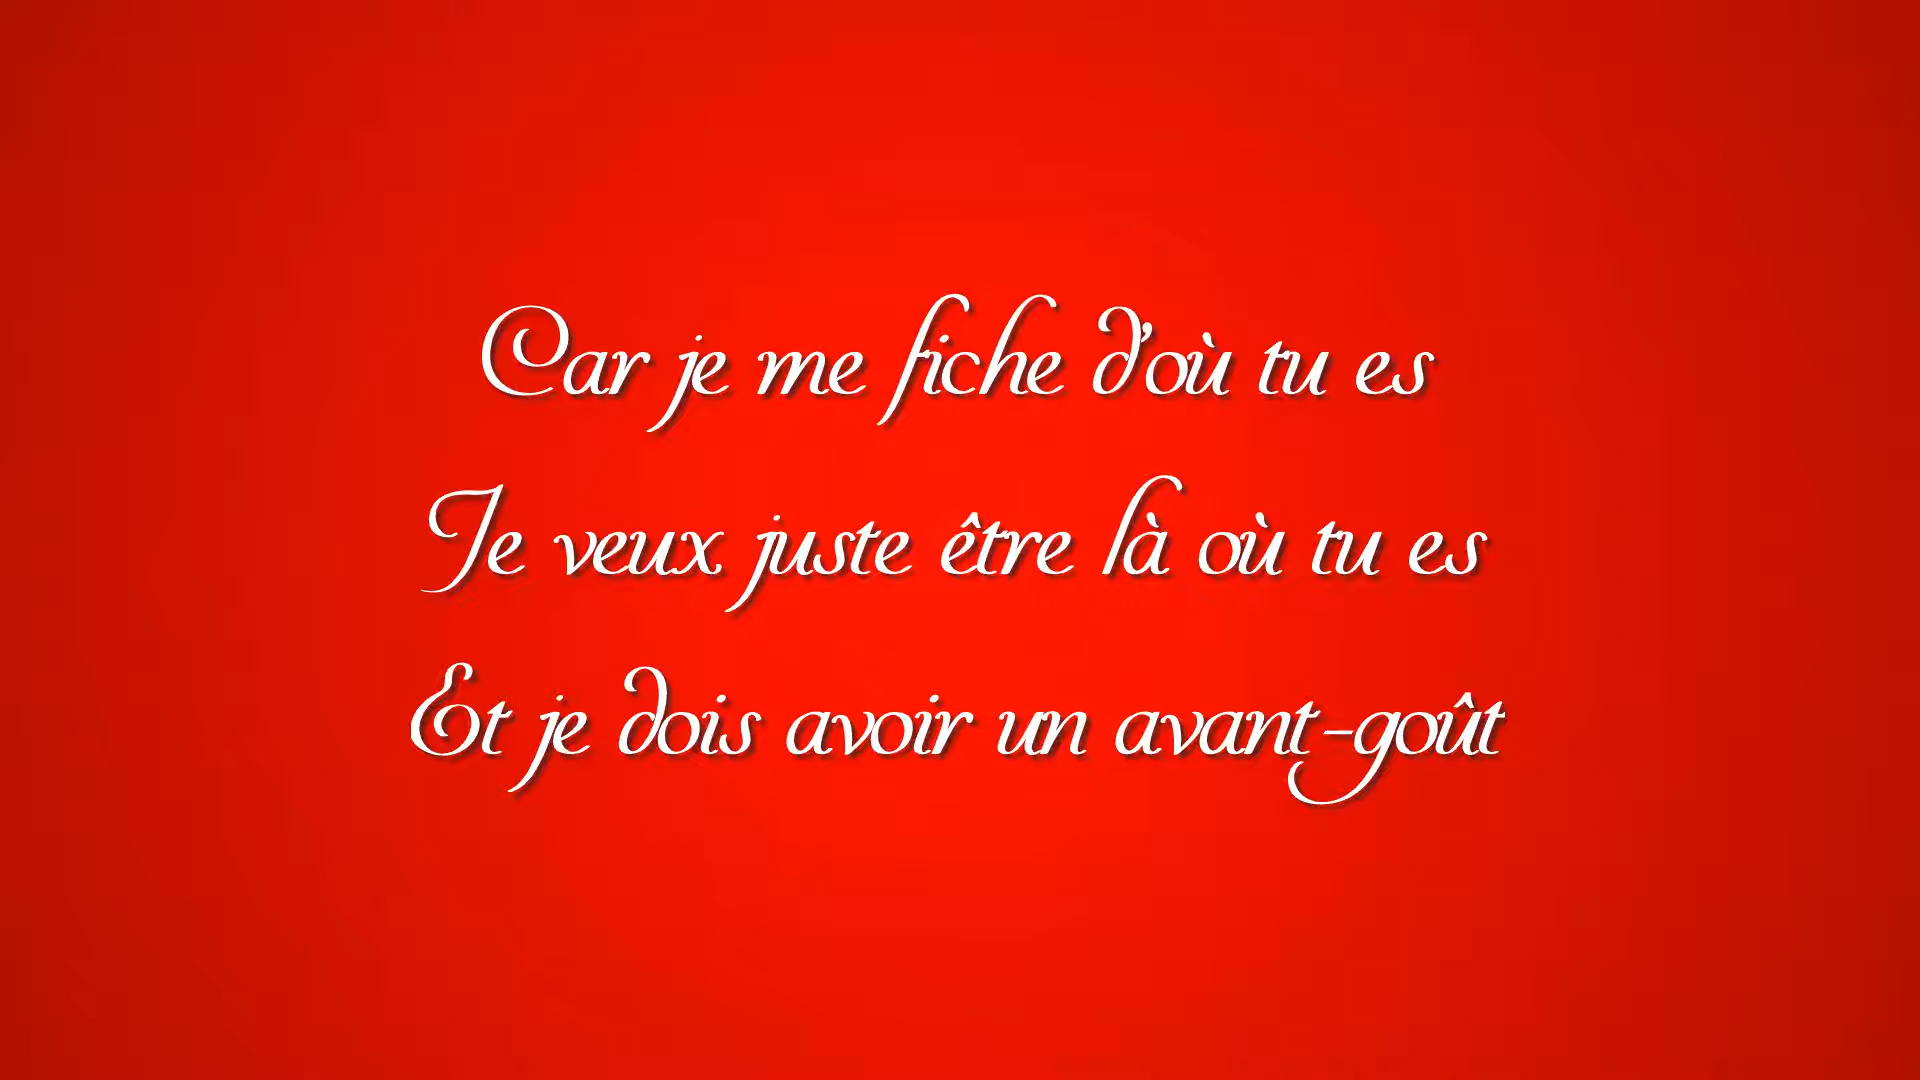 Car je me fiche d'où tu es
Je veux juste être là où tu es
Et je dois avoir un avant-goût